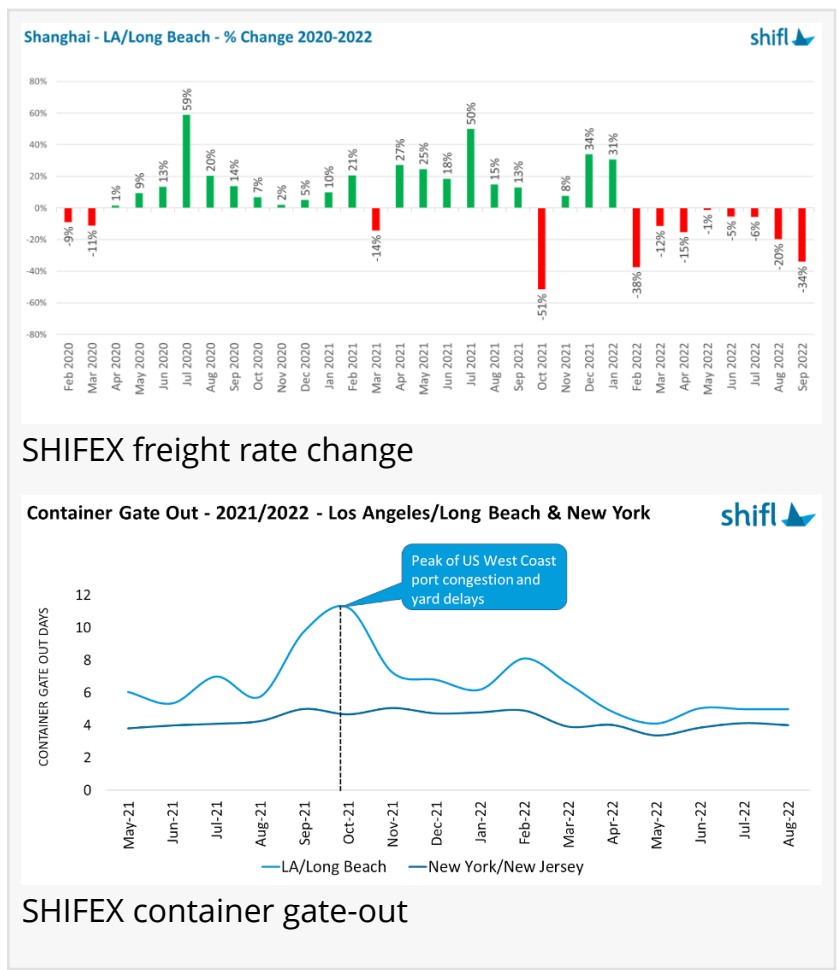 Shanghai - LA/Long Beach - % Change 2020-2022
shifl
80%
60%
40%
20%
0%
-20%
-40%
-60%
-80%
-9%
-11%
1%
9%
13%
59%
20%
14%
7%
2%
5%
10%
21%
-14%
27%
25%
18%
50%
15%
13%
-51%
8%
34%
31%
-38%
-12%
-15%
-1%
-5%
-6%
-20%
-34%
Feb 2020
Mar 2020
Apr 2020
May 2020
Jun 2020
Jul 2020
Aug 2020
Sep 2020
Oct 2020
Nov 2020
Dec 2020
Jan 2021
Feb 2021
Mar 2021
Apr 2021
May 2021
Jun 2021
Jul 2021
Aug 2021
Sep 2021
Oct 2021
Nov 2021
Dec 2021
Jan 2022
Feb 2022
Mar 2022
Apr 2022
May 2022
Jun 2022
Jul 2022
Aug 2022
Sep 2022
SHIFEX freight rate change
Container Gate Out - 2021/2022 - Los Angeles/Long Beach & New York
shifl
Peak of US West Coast
port congestion and
yard delays
CONTAINER GATE OUT DAYS
12
10
8
6
4
2
0
May-21
Jun-21
Jul-21
Aug-21
Sep-21
Oct-21
Nov-21
Dec-21
Jan-22
Feb-22
Mar-22
Apr-22
May-22
Jun-22
Jul-22
Aug-22
LA/Long Beach
New York/New Jersey
SHIFEX container gate-out